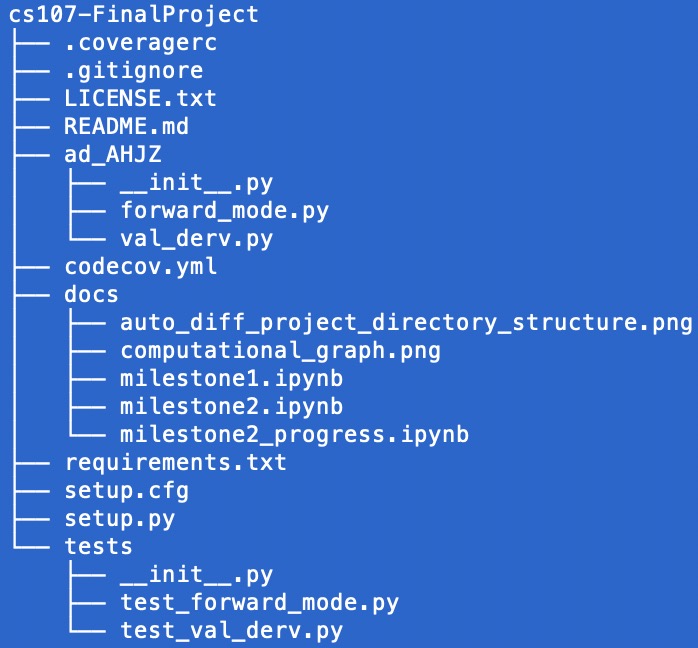 cs107-FinalProject
├── .coveragerc
├── .gitignore
├── LICENSE.txt
├── README.md
├── ad_AHJZ
│   ├── __init__.py
│   ├── forward_mode.py
│   └── val_derv.py
├── codecov.yml
├── docs
│   ├── auto_diff_project_directory_structure.png
│   ├── computational_graph.png
│   ├── milestone1.ipynb
│   ├── milestone2.ipynb
│   └── milestone2_progress.ipynb
├── requirements.txt
├── setup.cfg
├── setup.py
└── tests
    ├── __init__.py
    ├── test_forward_mode.py
    └── test_val_derv.py